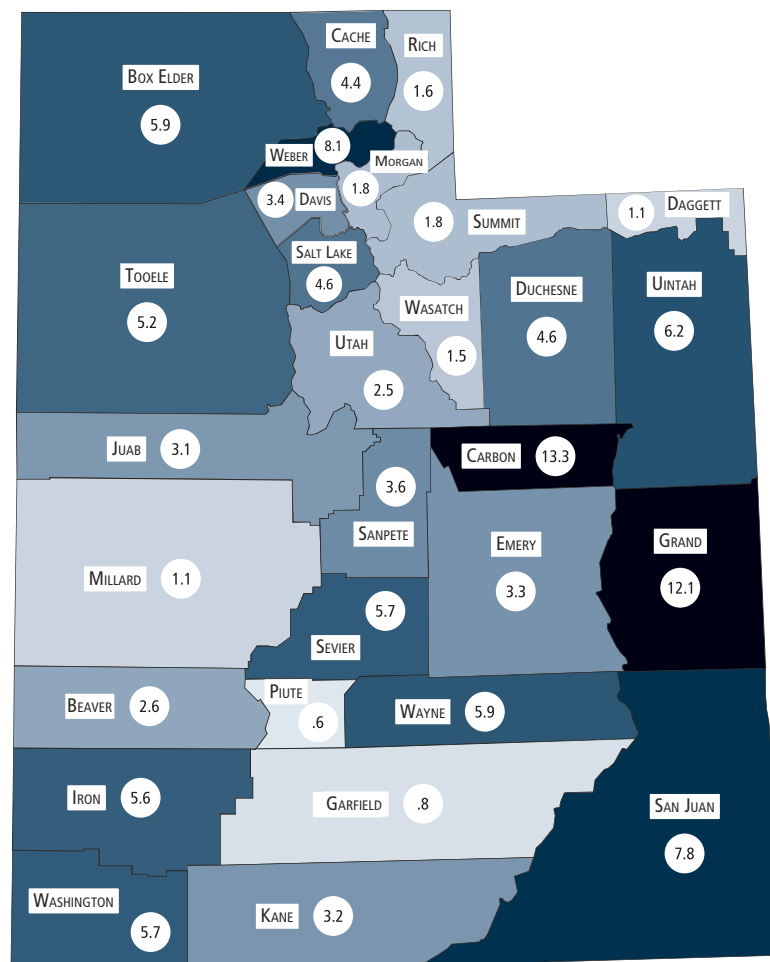 CACHE
4.4
RICH
1.6
BOX ELDER
5.9
WEBER
8.1
MORGAN
1.8
DAVIS
3.4
SUMMIT
1.8
DAGGETT
1.1
SALT LAKE
4.6
TOOELE
5.2
WASATCH
1.5
DUCHESNE
4.6
UINTAH
6.2
UTAH
2.5
JUAB
3.1
CARBON
13.3
SANPETE
3.6
EMERY
3.3
GRAND
12.1
MILLARD
1.1
SEVIER
5.7
BEAVER
2.6
PIUTE
.6
WAYNE
5.9
IRON
5.6
GARFIELD
.8
SAN JUAN
7.8
WASHINGTON
5.7
KANE
3.2